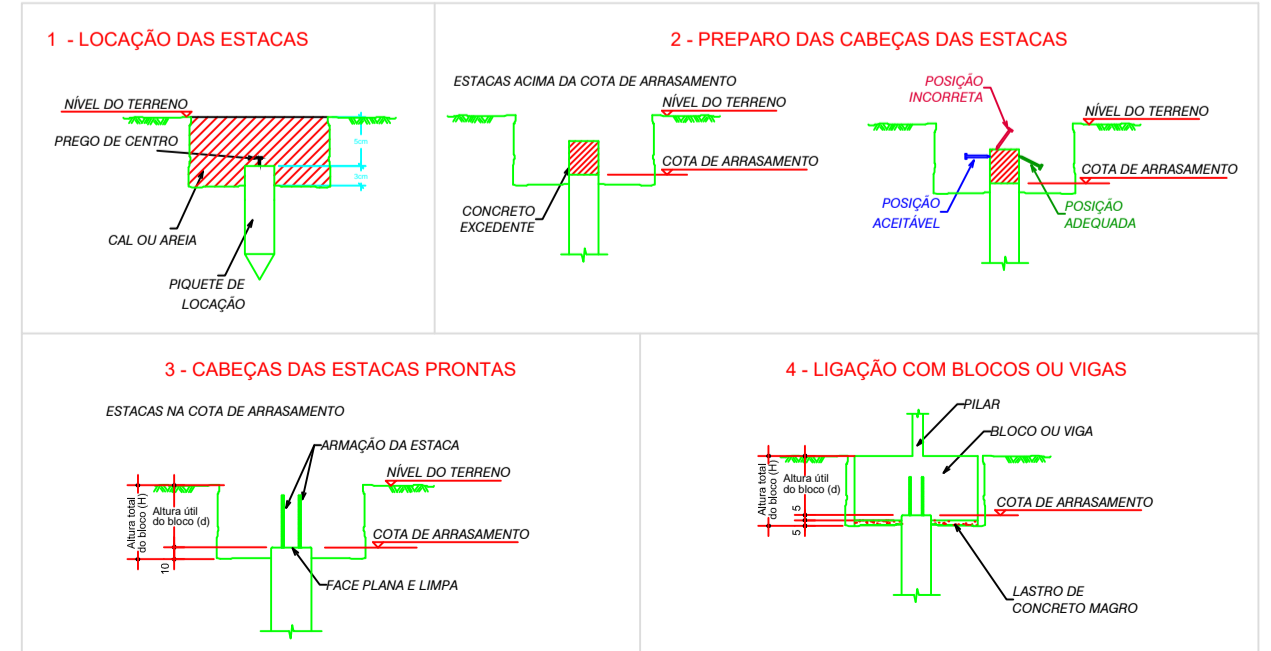 1 - LOCAÇÃO DAS ESTACAS
NÍVEL DO TERRENO
PREGO DE CENTRO
5cm
3cm
CAL OU AREIA
PIQUETE DE
LOCAÇÃO
2 - PREPARO DAS CABEÇAS DAS ESTACAS
ESTACAS ACIMA DA COTA DE ARRASAMENTO
NÍVEL DO TERRENO
COTA DE ARRASAMENTO
CONCRETO
EXCEDENTE
POSIÇÃO
INCORRETA
NÍVEL DO TERRENO
COTA DE ARRASAMENTO
POSIÇÃO
ACEITÁVEL
POSIÇÃO
ADEQUADA
3 - CABEÇAS DAS ESTACAS PRONTAS
ESTACAS NA COTA DE ARRASAMENTO
ARMAÇÃO DA ESTACA
NÍVEL DO TERRENO
Altura total
do bloco (H)
Altura útil
do bloco (d)
COTA DE ARRASAMENTO
10
FACE PLANA E LIMPA
4 - LIGAÇÃO COM BLOCOS OU VIGAS
PILAR
BLOCO OU VIGA
Altura total
do bloco (H)
Altura útil
do bloco (d)
5
5
COTA DE ARRASAMENTO
LASTRO DE
CONCRETO MAGRO